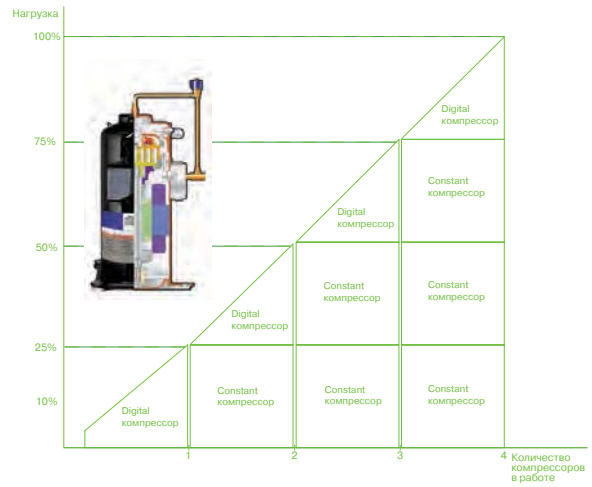 Нагрузка
100%
Digital
компрессор
75%
Constant
компрессор
Digital
компрессор
50%
Constant
компрессор
Constant
компрессор
Digital
компрессор
25%
Constant
компрессор
Constant
компрессор
Constant
компрессор
10%
Digital
компрессор
1
2
3
4
Количество
компрессоров
в работе